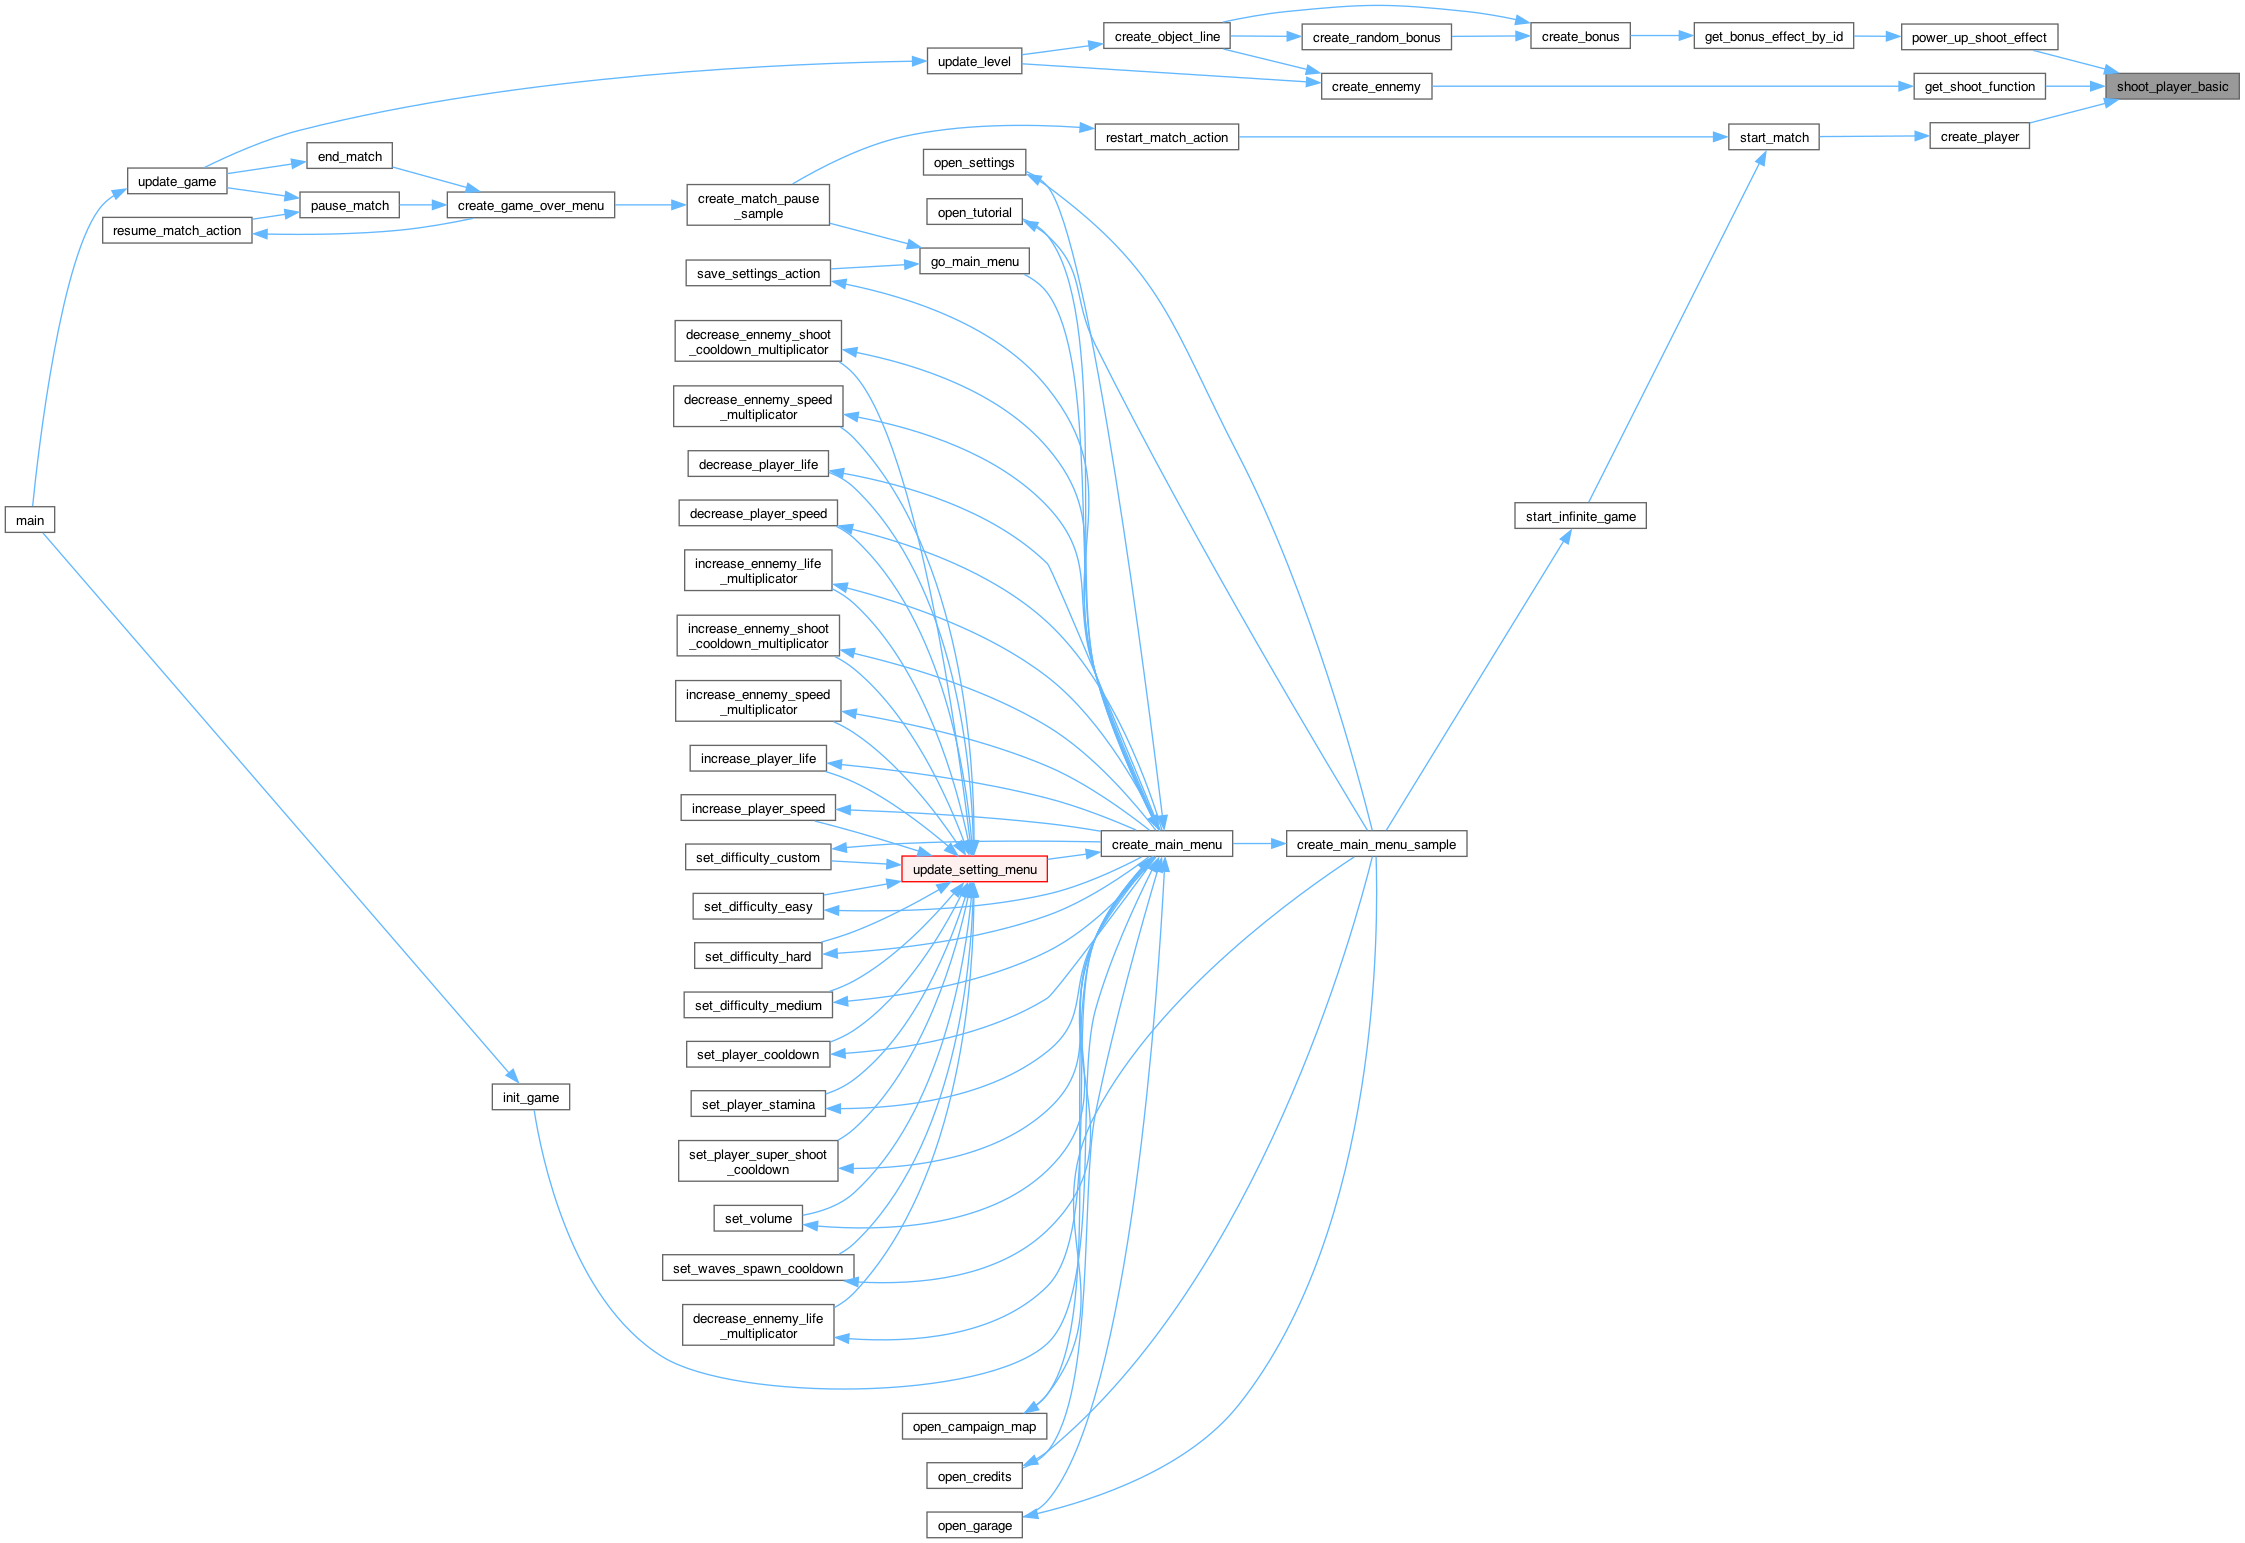 main
update_game
resume_match_action
end_match
pause_match
create_game_over_menu
init_game
create_match_pause
_sample
save_settings_action
decrease_ennemy_shoot
_cooldown_multiplicator
decrease_ennemy_speed
_multiplicator
decrease_player_life
decrease_player_speed
increase_ennemy_life
_multiplicator
increase_ennemy_shoot
_cooldown_multiplicator
increase_ennemy_speed
_multiplicator
increase_player_life
increase_player_speed
set_difficulty_custom
set_difficulty_easy
set_difficulty_hard
set_difficulty_medium
set_player_cooldown
set_player_stamina
set_player_super_shoot
_cooldown
set_volume
set_waves_spawn_cooldown
decrease_ennemy_life
_multiplicator
update_level
open_settings
open_tutorial
go_main_menu
update_setting_menu
open_campaign_map
open_credits
open_garage
create_object_line
restart_match_action
create_main_menu
create_random_bonus
create_ennemy
create_main_menu_sample
create_bonus
start_infinite_game
get_bonus_effect_by_id
start_match
power_up_shoot_effect
get_shoot_function
create_player
shoot_player_basic